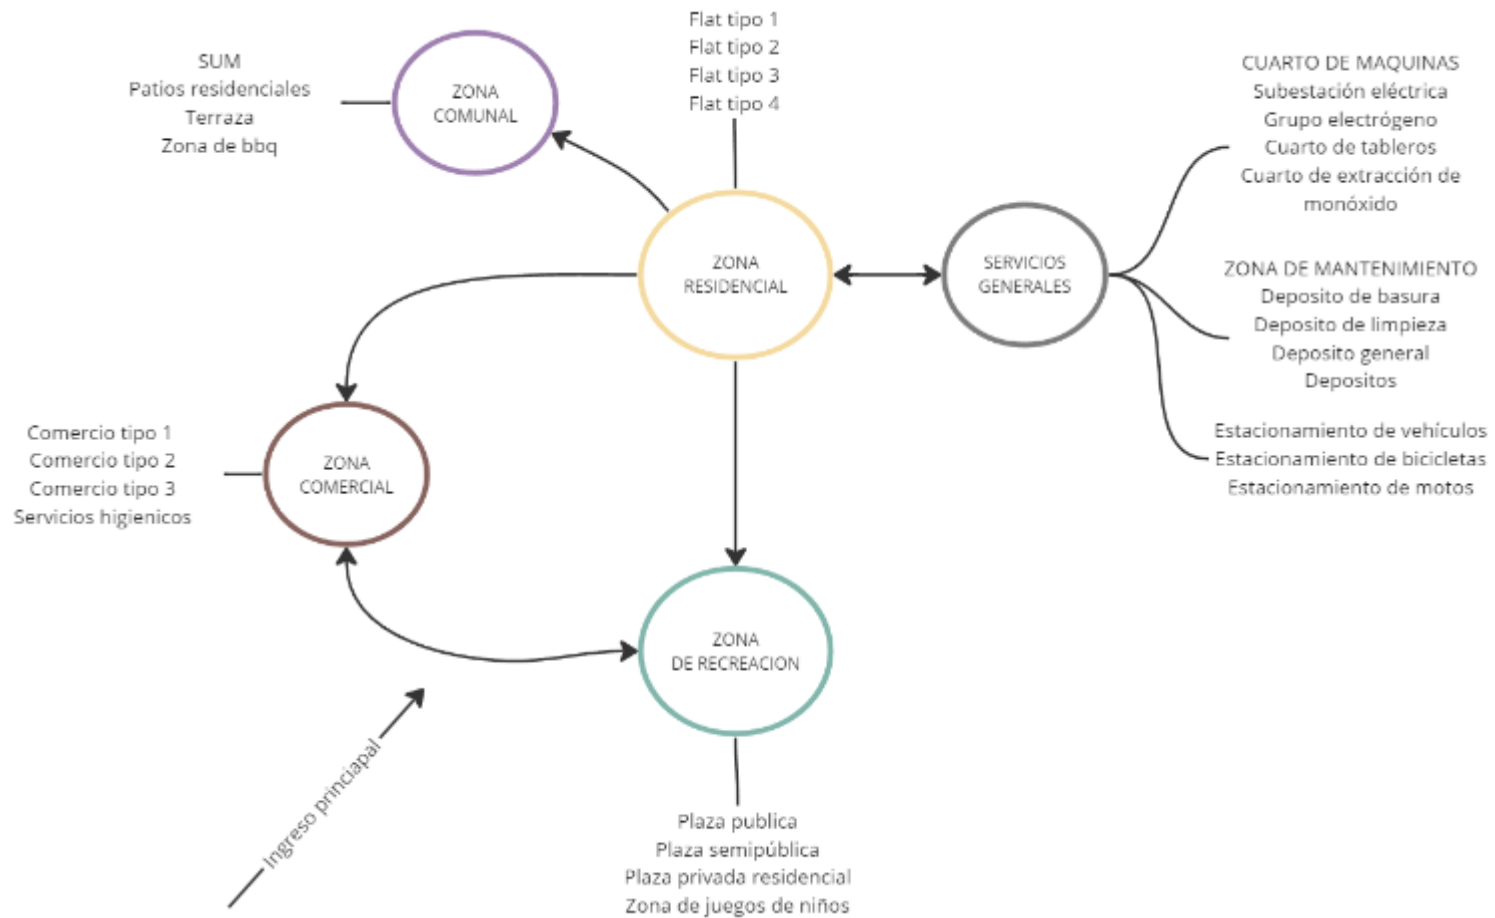 Flat tipo 1
Flat tipo 2
Flat tipo 3
Flat tipo 4
SUM
Patios residenciales
Terraza
Zona de bbq
ZONA
COMUNAL
CUARTO DE MAQUINAS
Subestación eléctrica
Grupo electrógeno
Cuarto de tableros
Cuarto de extracción de
monóxido
ZONA
RESIDENCIAL
SERVICIOS
GENERALES
ZONA DE MANTENIMIENTO
Deposito de basura
Deposito de limpieza
Deposito general
Depositos
Estacionamiento de vehículos
Estacionamiento de bicicletas
Estacionamiento de motos
Comercio tipo 1
Comercio tipo 2
Comercio tipo 3
Servicios higienicos
ZONA
COMERCIAL
ZONA
DE RECREACION
Ingreso princiapal
Plaza publica
Plaza semipública
Plaza privada residencial
Zona de juegos de niños